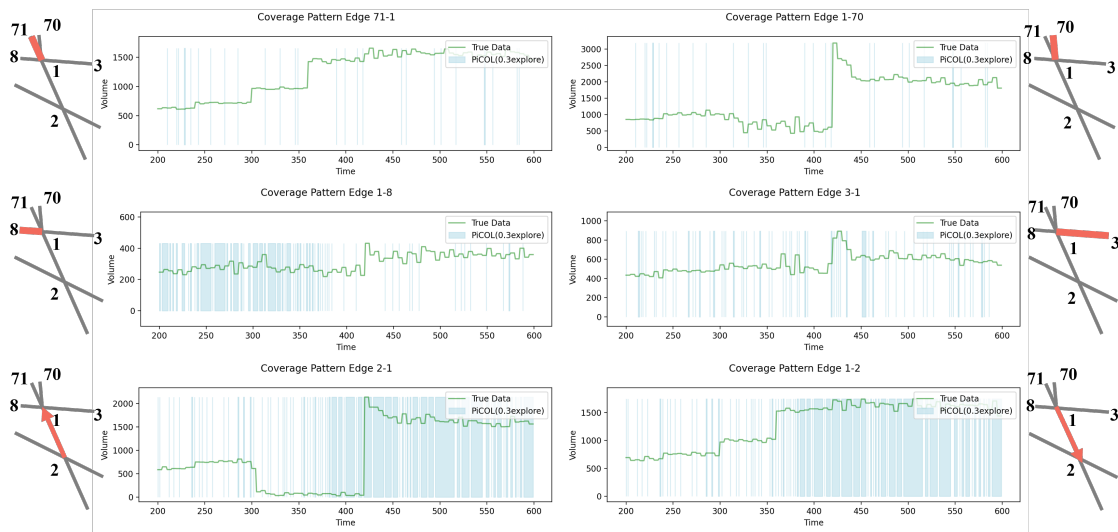 Coverage Pattern Edge 71-1
Coverage Pattern Edge 1-70
71 70
8 1 3
2
Volume
1500
1000
500
0
True Data
PiCOL(0.3explore)
200 250 300 350 400 450 500 550 600
Time
Volume
3000
2500
2000
1500
1000
500
0
True Data
PiCOL(0.3explore)
200 250 300 350 400 450 500 550 600
Time
71 70
8 1 3
2
Coverage Pattern Edge 1-8
Coverage Pattern Edge 3-1
71 70
8 1 3
2
Volume
600
400
200
0
True Data
PiCOL(0.3explore)
200 250 300 350 400 450 500 550 600
Time
Volume
1000
800
600
400
200
0
True Data
PiCOL(0.3explore)
200 250 300 350 400 450 500 550 600
Time
71 70
8 1 3
2
Coverage Pattern Edge 2-1
Coverage Pattern Edge 1-2
71 70
8 1 3
2
Volume
2000
1500
1000
500
0
True Data
PiCOL(0.3explore)
200 250 300 350 400 450 500 550 600
Time
Volume
1500
1000
500
0
True Data
PiCOL(0.3explore)
200 250 300 350 400 450 500 550 600
Time
71 70
8 1 3
2